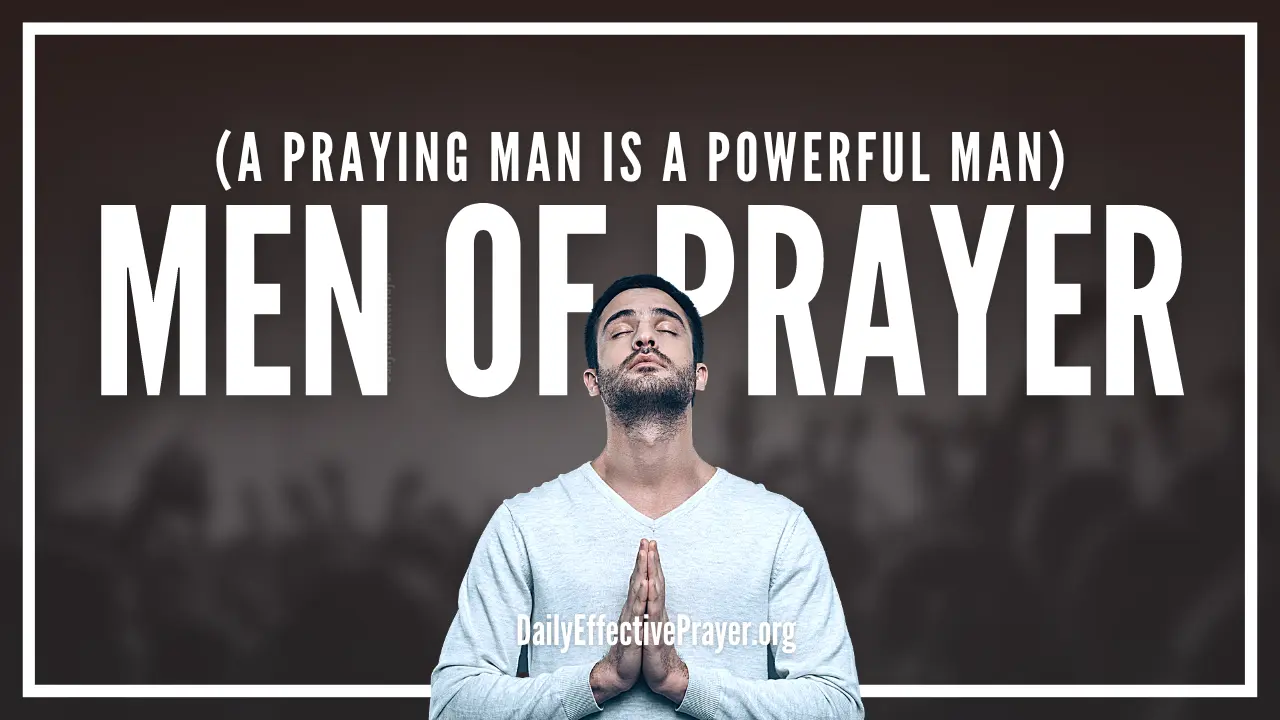 (A PRAYING MAN IS A POWERFUL MAN)
MEN OF PRAYER
DailyEffectivePrayer.org